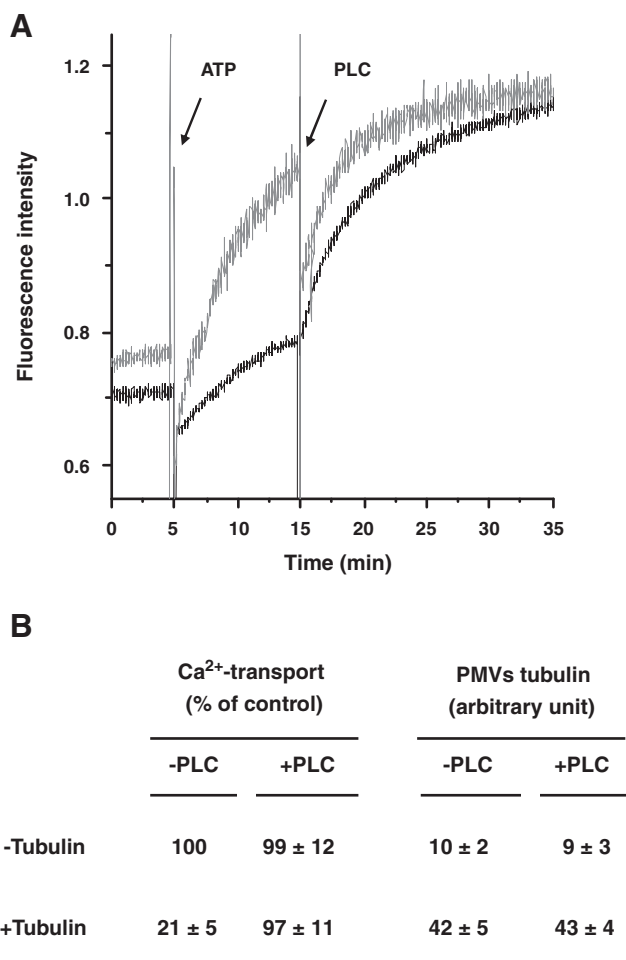 A
ATP
PLC
Fluorescence intensity
1.2
1.0
0.8
0.6
0 5 10 15 20 25 30 35
Time (min)
B
Ca²⁺-transport
(% of control)
PMVs tubulin
(arbitrary unit)
-PLC +PLC -PLC +PLC
-Tubulin 100 99 ± 12 10 ± 2 9 ± 3
+Tubulin 21 ± 5 97 ± 11 42 ± 5 43 ± 4